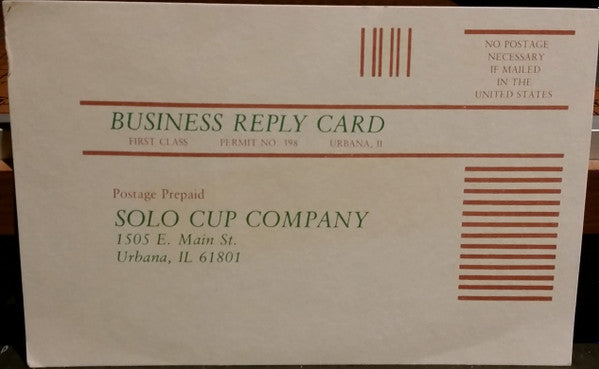 NO POSTAGE
NECESSARY
IF MAILED
IN THE
UNITED STATES
BUSINESS REPLY CARD
FIRST CLASS PERMIT NO. 398 URBANA, Il
Postage Prepaid
SOLO CUP COMPANY
1505 E. Main St.
Urbana, IL 61801